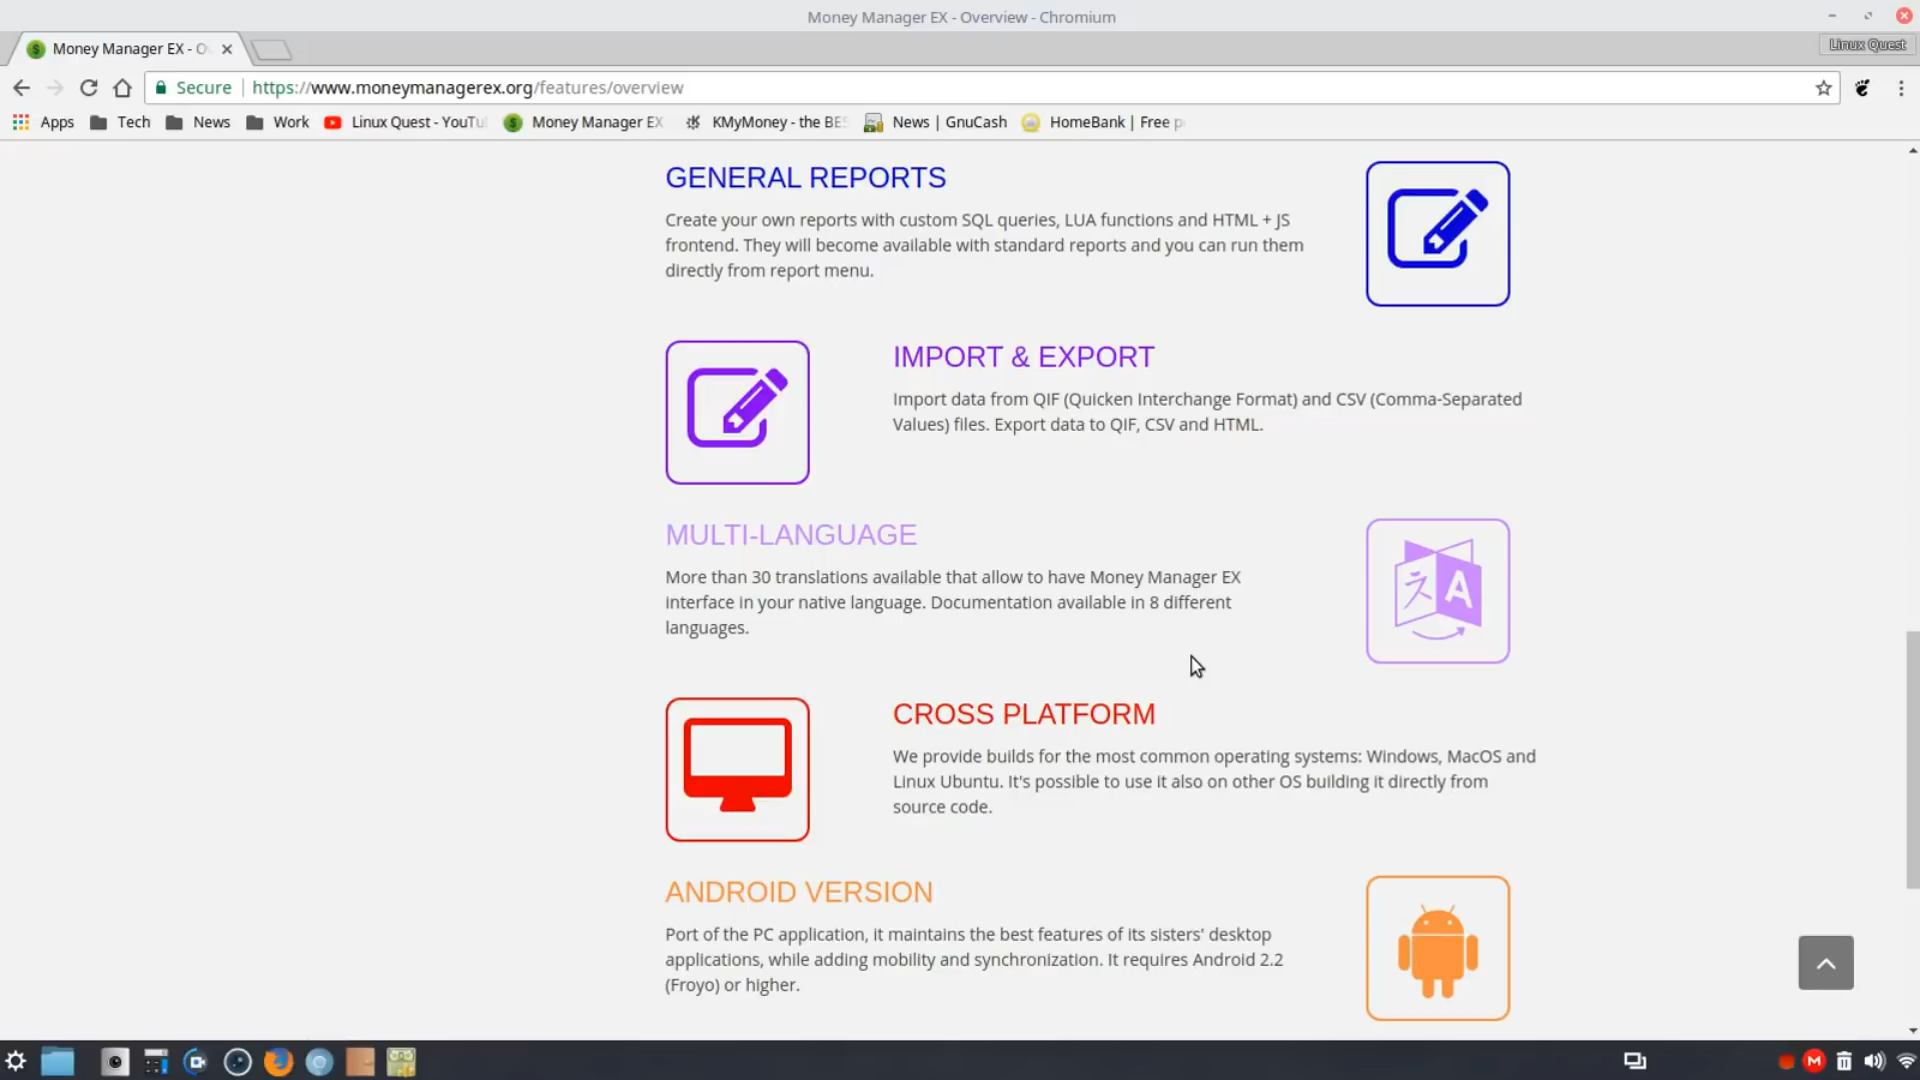 Money Manager EX - Overview - Chromium
Money Manager EX - O
Linux Quest
Secure
https://www.moneymanagerex.org/features/overview
Apps
Tech
News
Work
Linux Quest - YouTu
Money Manager EX
KMyMoney - the BES
News | GnuCash
HomeBank | Free p
GENERAL REPORTS
Create your own reports with custom SQL queries, LUA functions and HTML + JS
frontend. They will become available with standard reports and you can run them
directly from report menu.
IMPORT & EXPORT
Import data from QIF (Quicken Interchange Format) and CSV (Comma-Separated
Values) files. Export data to QIF, CSV and HTML.
MULTI-LANGUAGE
More than 30 translations available that allow to have Money Manager EX
interface in your native language. Documentation available in 8 different
languages.
A
CROSS PLATFORM
We provide builds for the most common operating systems: Windows, MacOS and
Linux Ubuntu. It's possible to use it also on other OS building it directly from
source code.
ANDROID VERSION
Port of the PC application, it maintains the best features of its sisters' desktop
applications, while adding mobility and synchronization. It requires Android 2.2
(Froyo) or higher.